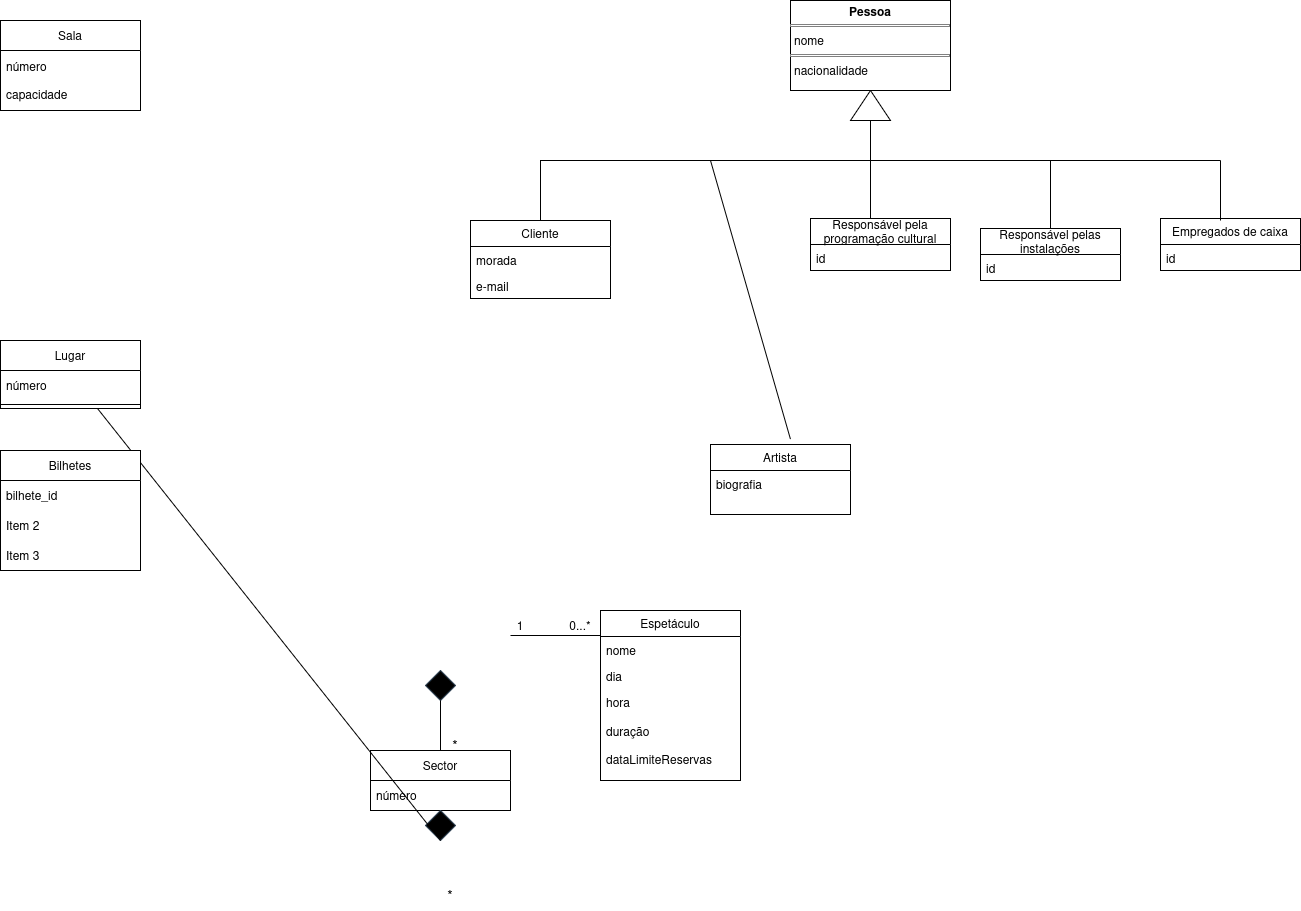 Pessoa
nome
nacionalidade
Sala
número
capacidade
Cliente
morada
e-mail
Responsável pela
programação cultural
id
Responsável pelas
instalações
id
Empregados de caixa
id
Lugar
número
Bilhetes
bilhete_id
Item 2
Item 3
Artista
biografia
1
0...*
Espetáculo
nome
dia
hora
duração
dataLimiteReservas
*
Sector
número
*